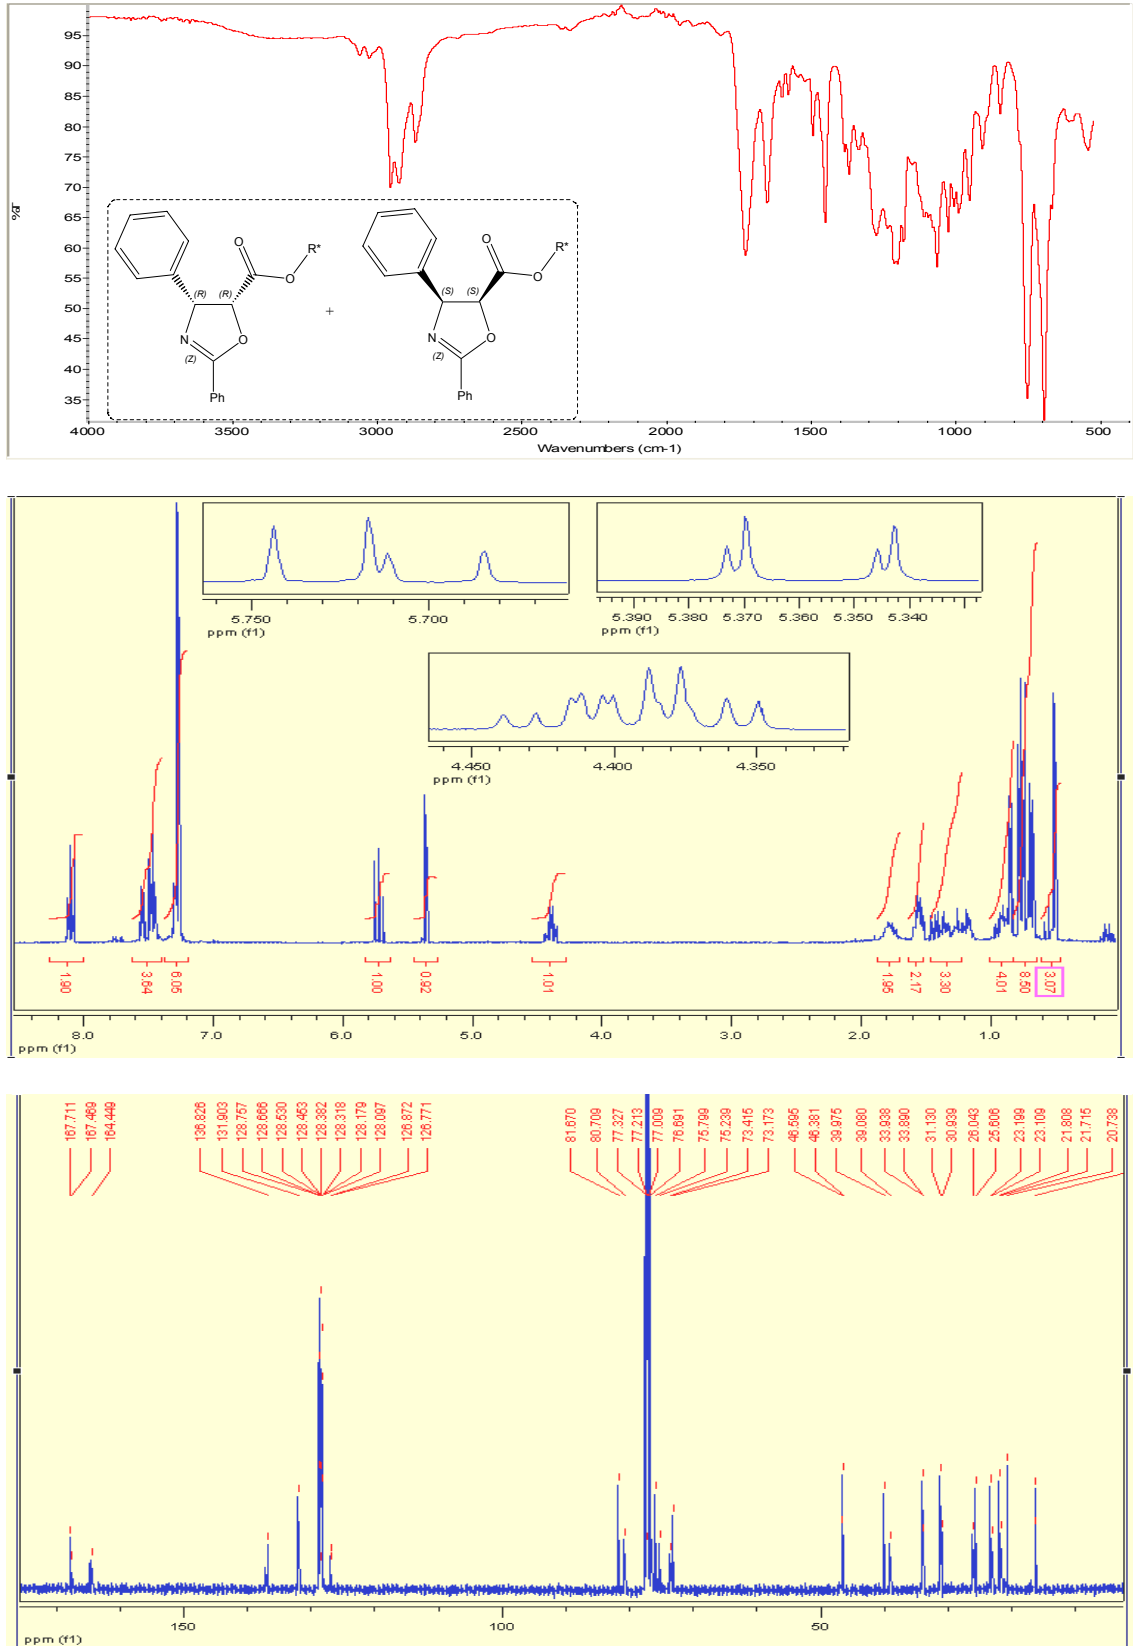 95
90
85
80
75
70
65
60
55
50
45
40
35
%T
O
R*
O
(R)
(R)
N
O
(Z)
Ph
+
O
R*
O
(S)
(S)
N
O
(Z)
Ph
4000 3500 3000 2500 2000 1500 1000 500
Wavenumbers (cm-1)
5.750 5.700
ppm (f1)
5.390 5.380 5.370 5.360 5.350 5.340
ppm (f1)
4.450 4.400 4.350
ppm (f1)
1.90 3.64 6.05 1.00 0.92 1.01 1.95 2.17 3.30 4.01 8.50 3.07
8.0 7.0 6.0 5.0 4.0 3.0 2.0 1.0
ppm (f1)
167.711
167.469
164.449
136.826
131.903
128.757
128.666
128.530
128.453
128.382
128.318
128.179
128.097
126.872
126.771
81.670
80.709
77.327
77.213
77.009
76.691
75.799
75.239
73.415
73.173
46.595
46.381
39.975
39.080
33.938
33.890
31.130
30.939
26.043
25.606
23.199
23.109
21.808
21.715
20.738
150 100 50
ppm (f1)